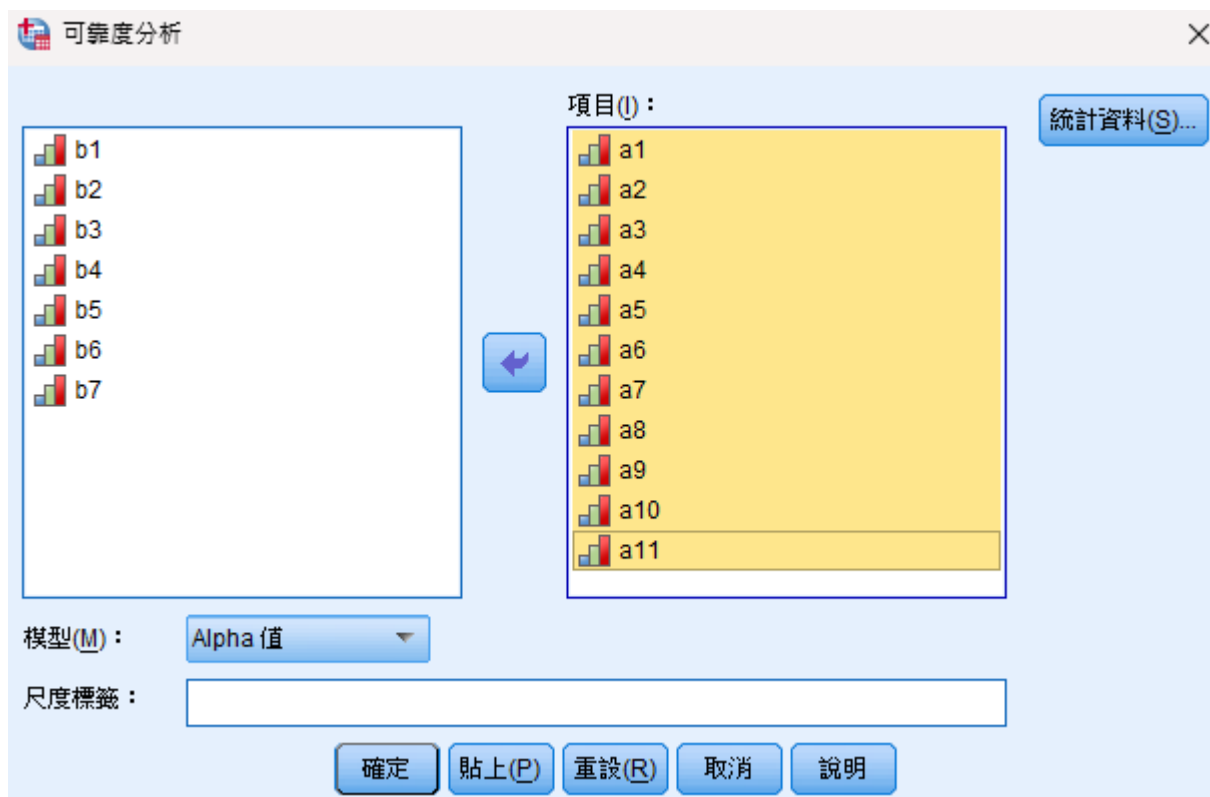 可靠度分析
項目(I)：
統計資料(S)...
b1
b2
b3
b4
b5
b6
b7
a1
a2
a3
a4
a5
a6
a7
a8
a9
a10
a11
模型(M)：
Alpha 值
尺度標籤：
確定
貼上(P)
重設(R)
取消
說明